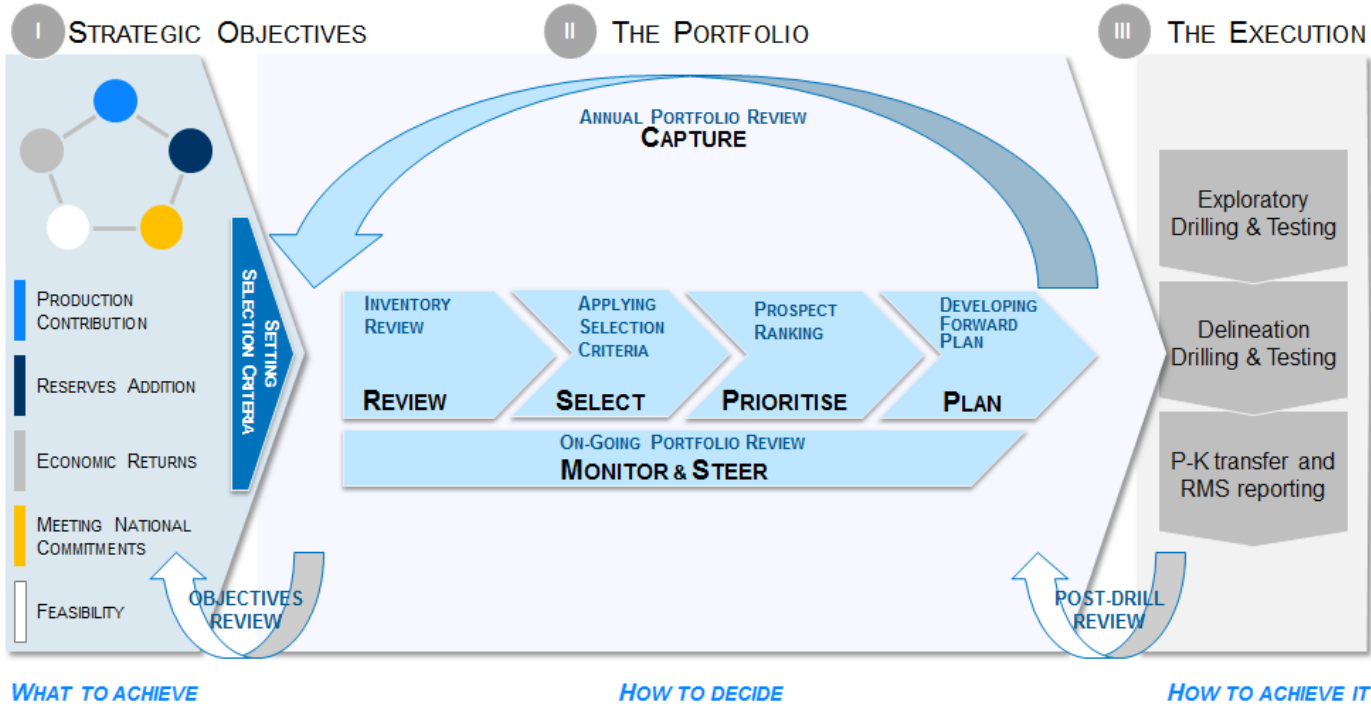 I STRATEGIC OBJECTIVES
II THE PORTFOLIO
III THE EXECUTION
PRODUCTION
CONTRIBUTION
RESERVES ADDITION
ECONOMIC RETURNS
MEETING NATIONAL
COMMITMENTS
FEASIBILITY
SETTING
SELECTION CRITERIA
OBJECTIVES
REVIEW
ANNUAL PORTFOLIO REVIEW
CAPTURE
INVENTORY
REVIEW
REVIEW
APPLYING
SELECTION
CRITERIA
SELECT
PROSPECT
RANKING
PRIORITISE
DEVELOPING
FORWARD
PLAN
PLAN
ON-GOING PORTFOLIO REVIEW
MONITOR & STEER
POST-DRILL
REVIEW
Exploratory
Drilling & Testing
Delineation
Drilling & Testing
P-K transfer and
RMS reporting
WHAT TO ACHIEVE
HOW TO DECIDE
HOW TO ACHIEVE IT